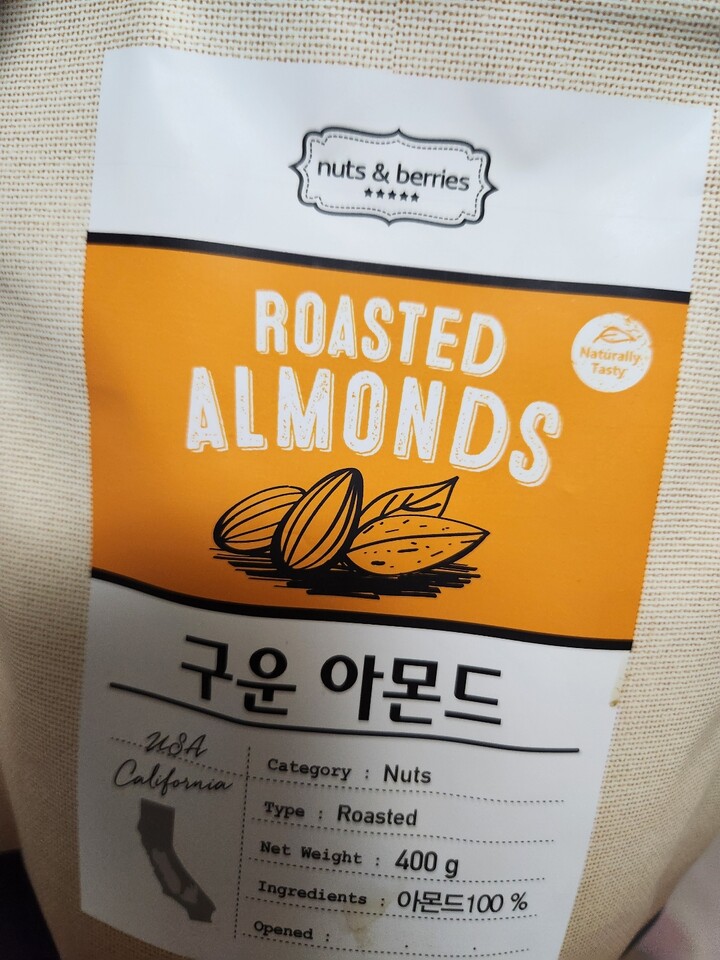 nuts & berries
ROASTED
ALMONDS
Naturally
Tasty
구운 아몬드
USA
California
Category : Nuts
Type : Roasted
Net Weight : 400 g
Ingredients : 아몬드100 %
Opened : . .